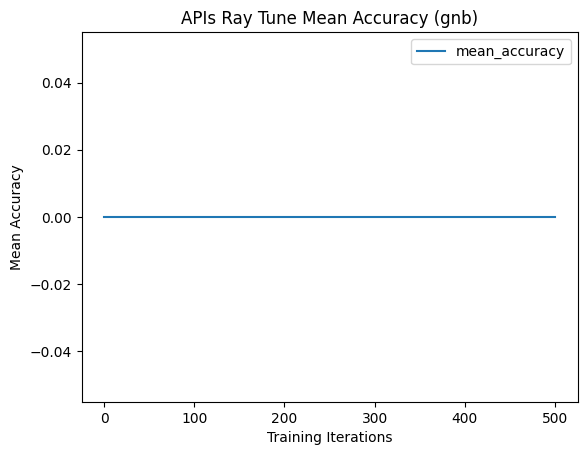 APIs Ray Tune Mean Accuracy (gnb)
mean_accuracy
0.04
0.02
0.00
−0.02
−0.04
Mean Accuracy
0 100 200 300 400 500
Training Iterations